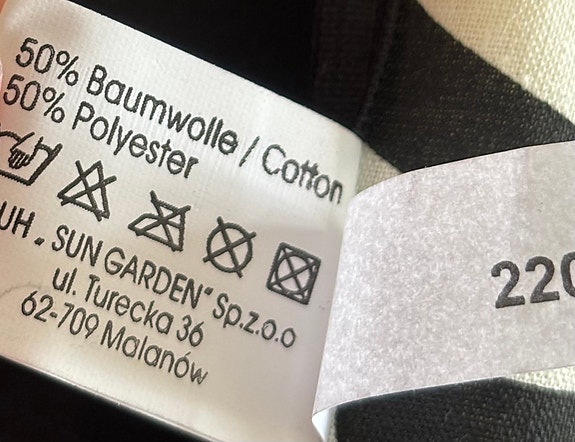 50% Baumwolle / Cotton
50% Polyester
UH „ SUN GARDEN" Sp.z.o.o
ul. Turecka 36
62-709 Malanów
220